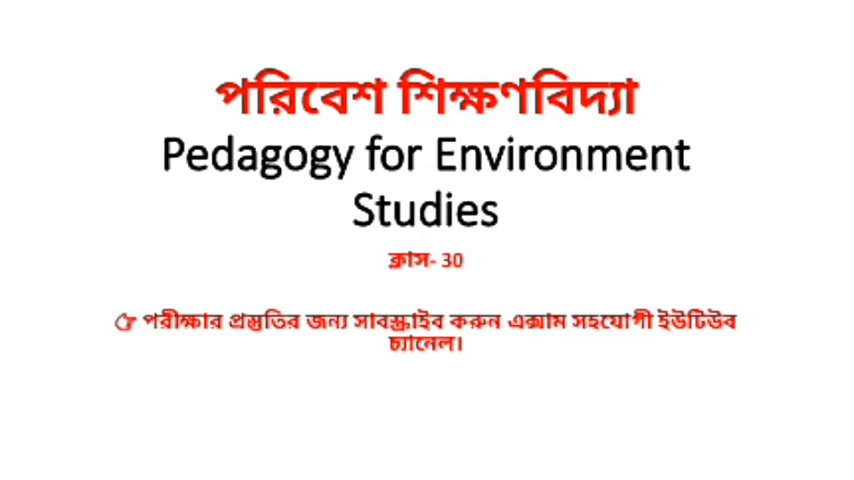 পরিবেশ শিক্ষণবিদ্যা
Pedagogy for Environment
Studies
ক্লাস- 30
👉 পরীক্ষার প্রস্তুতির জন্য সাবস্ক্রাইব করুন এক্সাম সহযোগী ইউটিউব
চ্যানেল।